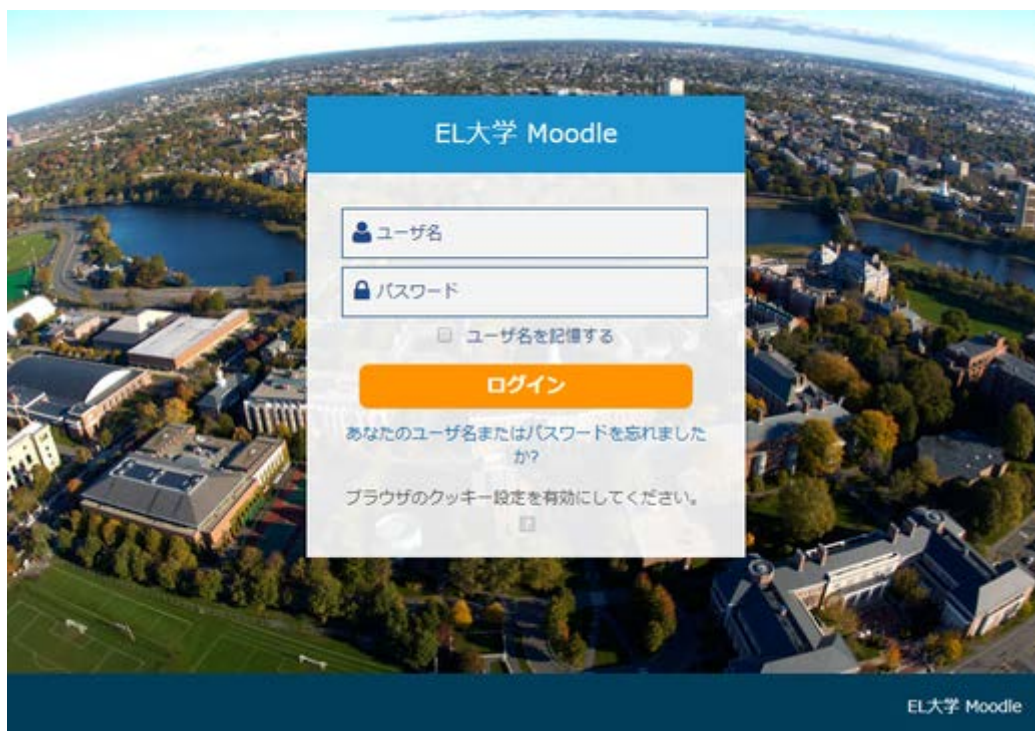 EL大学 Moodle
ユーザ名
パスワード
ユーザ名を記憶する
ログイン
あなたのユーザ名またはパスワードを忘れました
か?
ブラウザのクッキー設定を有効にしてください。
EL大学 Moodle